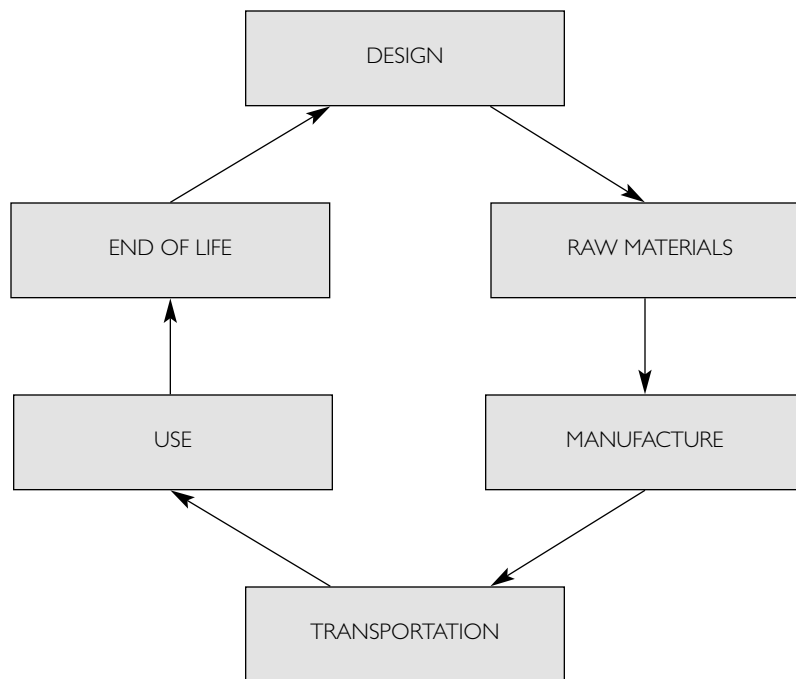 DESIGN
END OF LIFE
RAW MATERIALS
USE
MANUFACTURE
TRANSPORTATION